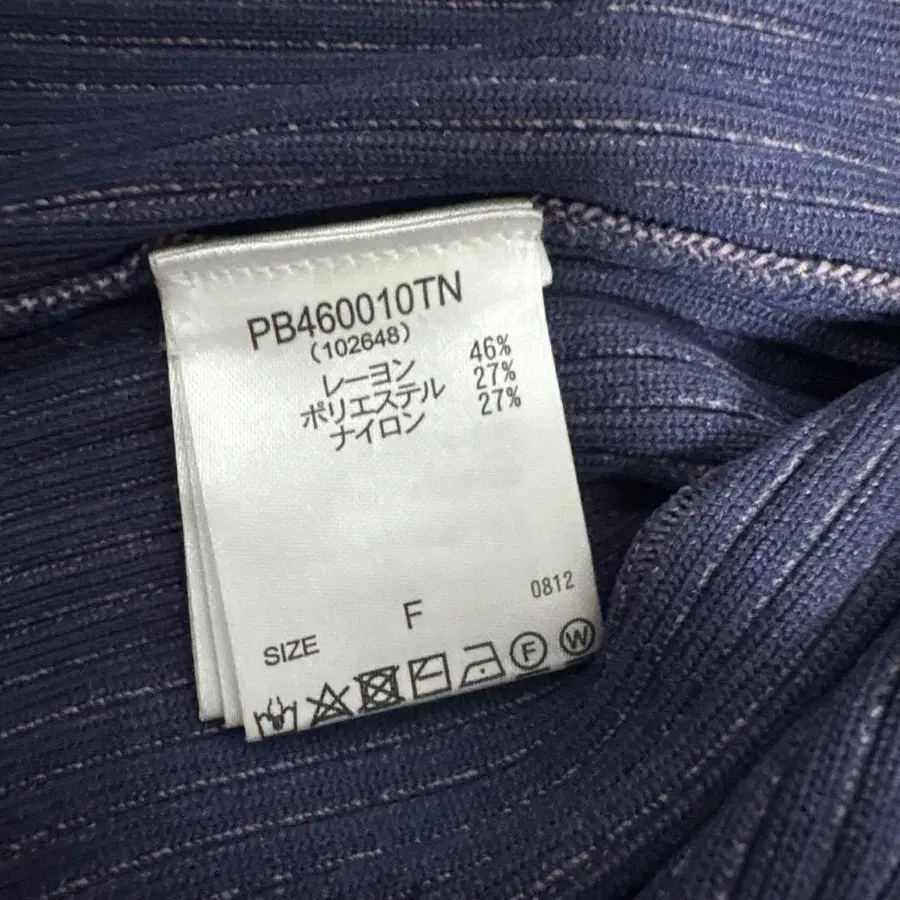 PB460010TN
(102648)
レーヨン 46%
ポリエステル 27%
ナイロン 27%
0812
SIZE F
F W